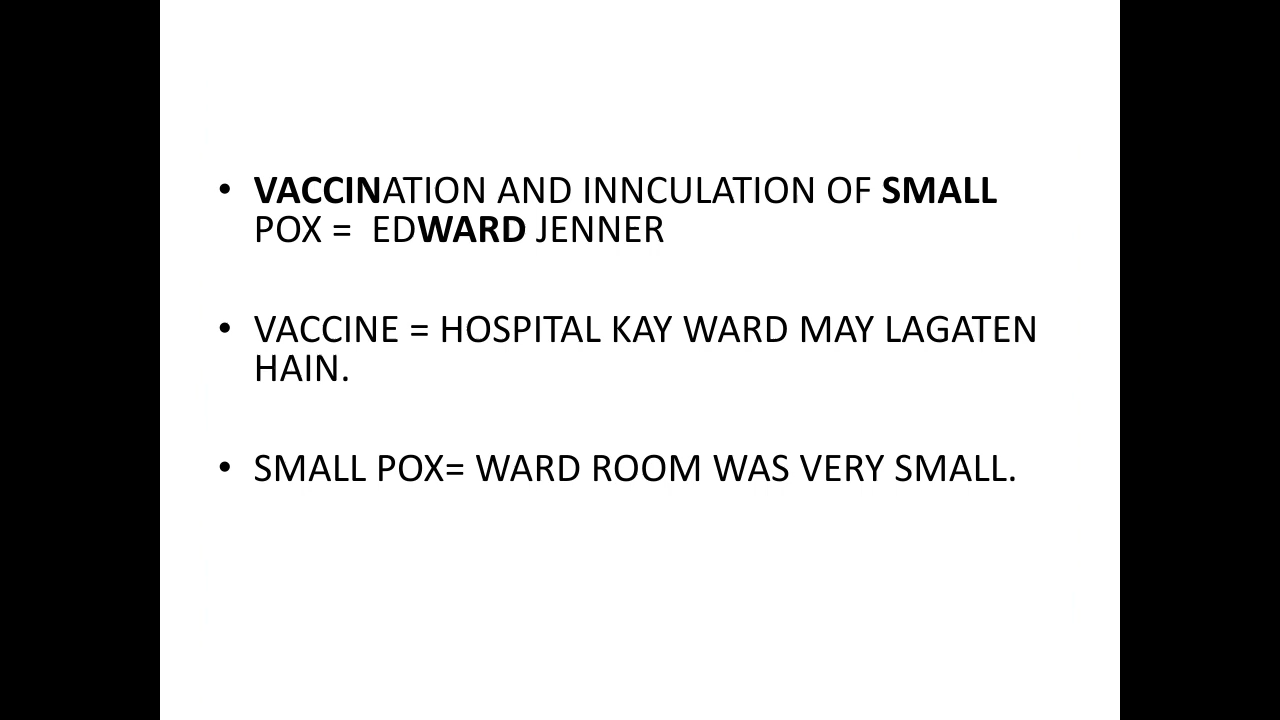 • VACCINATION AND INNCULATION OF SMALL
POX = EDWARD JENNER
• VACCINE = HOSPITAL KAY WARD MAY LAGATEN
HAIN.
• SMALL POX= WARD ROOM WAS VERY SMALL.